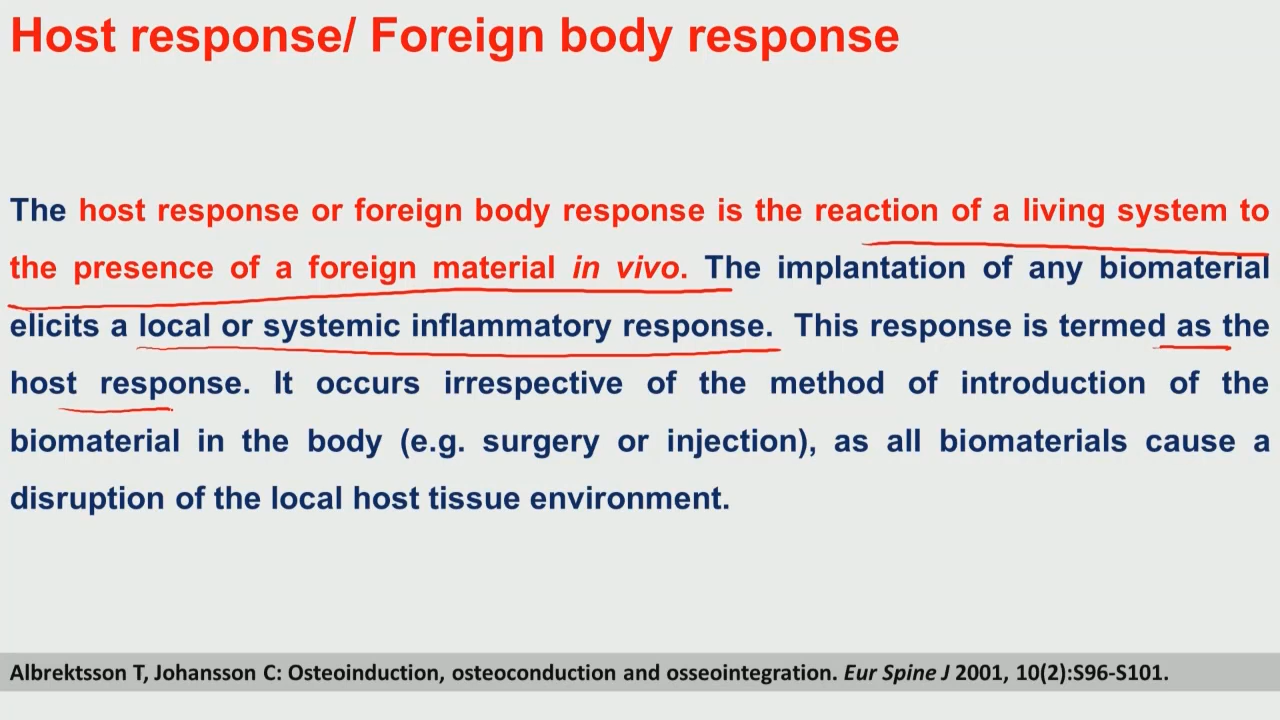 Host response/ Foreign body response
The host response or foreign body response is the reaction of a living system to
the presence of a foreign material in vivo. The implantation of any biomaterial
elicits a local or systemic inflammatory response. This response is termed as the
host response. It occurs irrespective of the method of introduction of the
biomaterial in the body (e.g. surgery or injection), as all biomaterials cause a
disruption of the local host tissue environment.
Albrektsson T, Johansson C: Osteoinduction, osteoconduction and osseointegration. Eur Spine J 2001, 10(2):S96-S101.